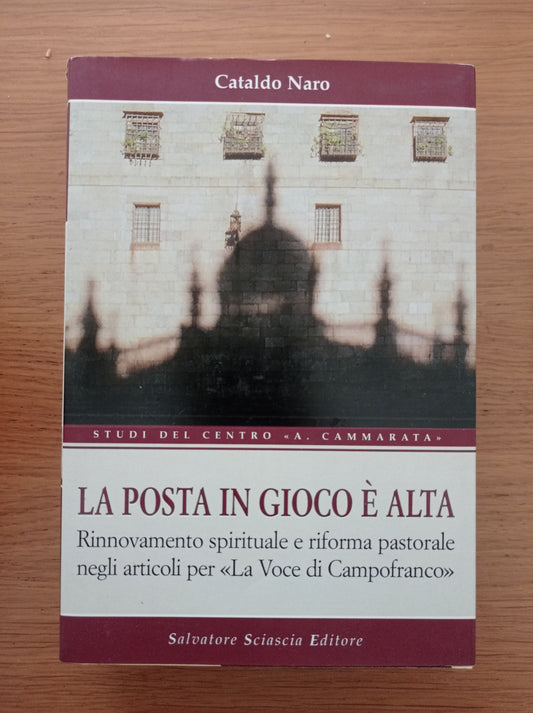 Cataldo Naro
STUDI DEL CENTRO «A. CAMMARATA»
LA POSTA IN GIOCO È ALTA
Rinnovamento spirituale e riforma pastorale
negli articoli per «La Voce di Campofranco»
Salvatore Sciascia Editore